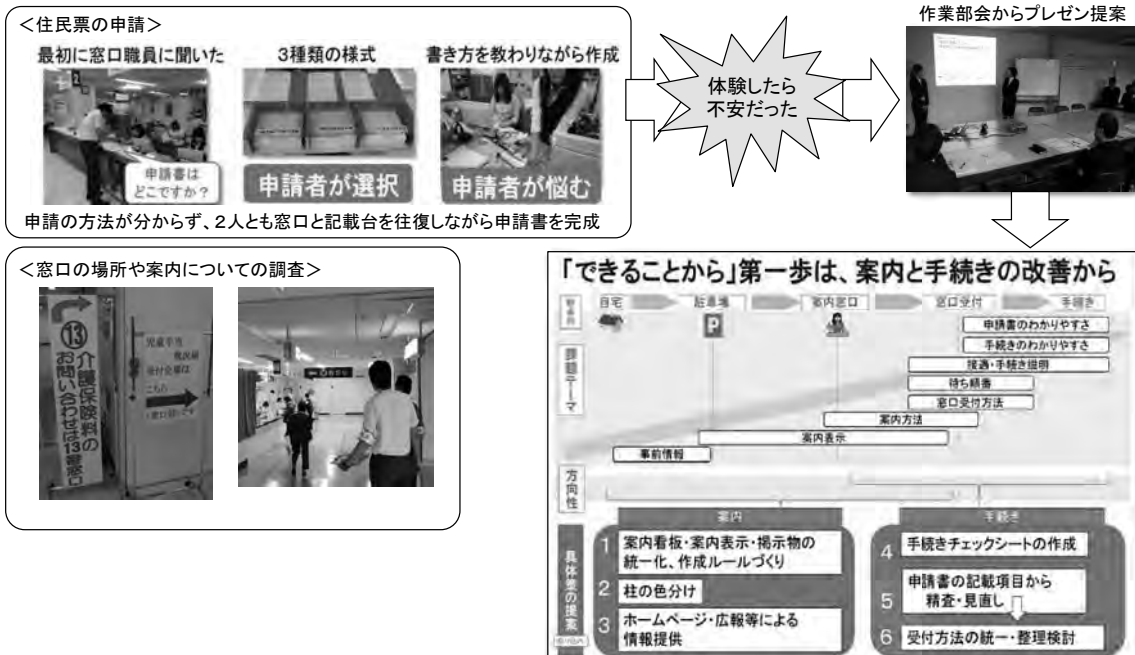 ＜住民票の申請＞
最初に窓口職員に聞いた
3種類の様式
書き方を教わりながら作成
申請書は
どこですか？
申請者が選択
申請者が悩む
申請の方法が分からず、２人とも窓口と記載台を往復しながら申請書を完成
体験したら
不安だった
作業部会からプレゼン提案
＜窓口の場所や案内についての調査＞
⑬
介護保険料の
お問い合わせは13番窓口
児童手当
現況届
受付会場は
こちら
「できることから」第一歩は、案内と手続きの改善から
自宅
駐車場
案内窓口
窓口受付
手続き
課題テーマ
申請書のわかりやすさ
手続きのわかりやすさ
接遇・手続き説明
待ち順番
窓口受付方法
案内方法
案内表示
事前情報
方向性
案内
手続き
具体策の提案
1 案内看板・案内表示・掲示物の
統一化、作成ルールづくり
2 柱の色分け
3 ホームページ・広報等による
情報提供
4 手続きチェックシートの作成
5 申請書の記載項目から
精査・見直し
6 受付方法の統一・整理検討